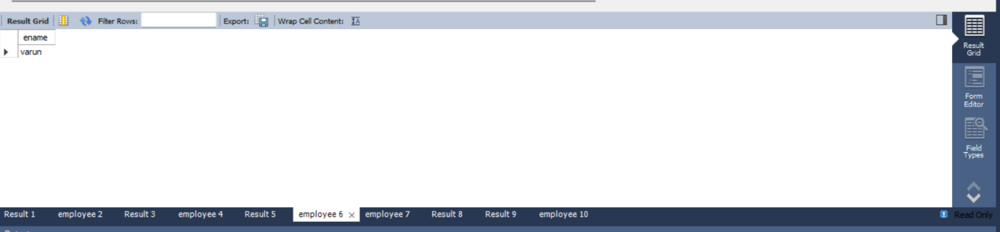 Result Grid Filter Rows: Export: Wrap Cell Content:
ename
varun
Result
Grid
Form
Editor
Field
Types
Result 1 employee 2 Result 3 employee 4 Result 5 employee 6 employee 7 Result 8 Result 9 employee 10 Read Only